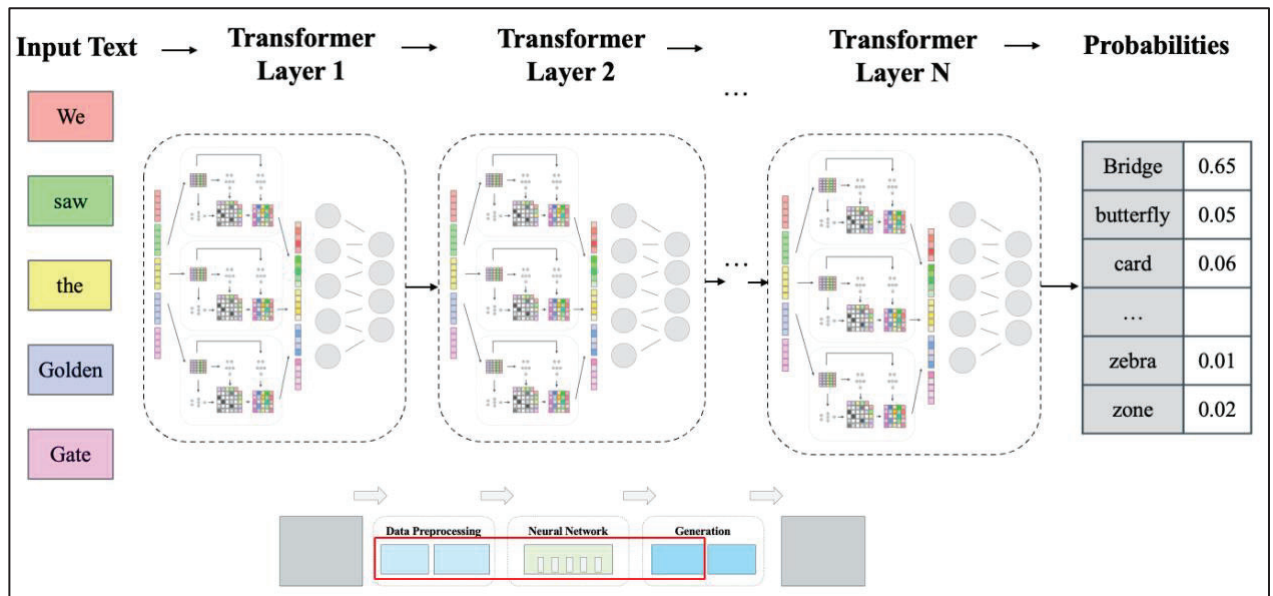 Input Text → Transformer Layer 1 → Transformer Layer 2 → Transformer Layer N → Probabilities
...
We
saw
the
Golden
Gate
...
Bridge 0.65
butterfly 0.05
card 0.06
...
zebra 0.01
zone 0.02
Data Preprocessing Neural Network Generation